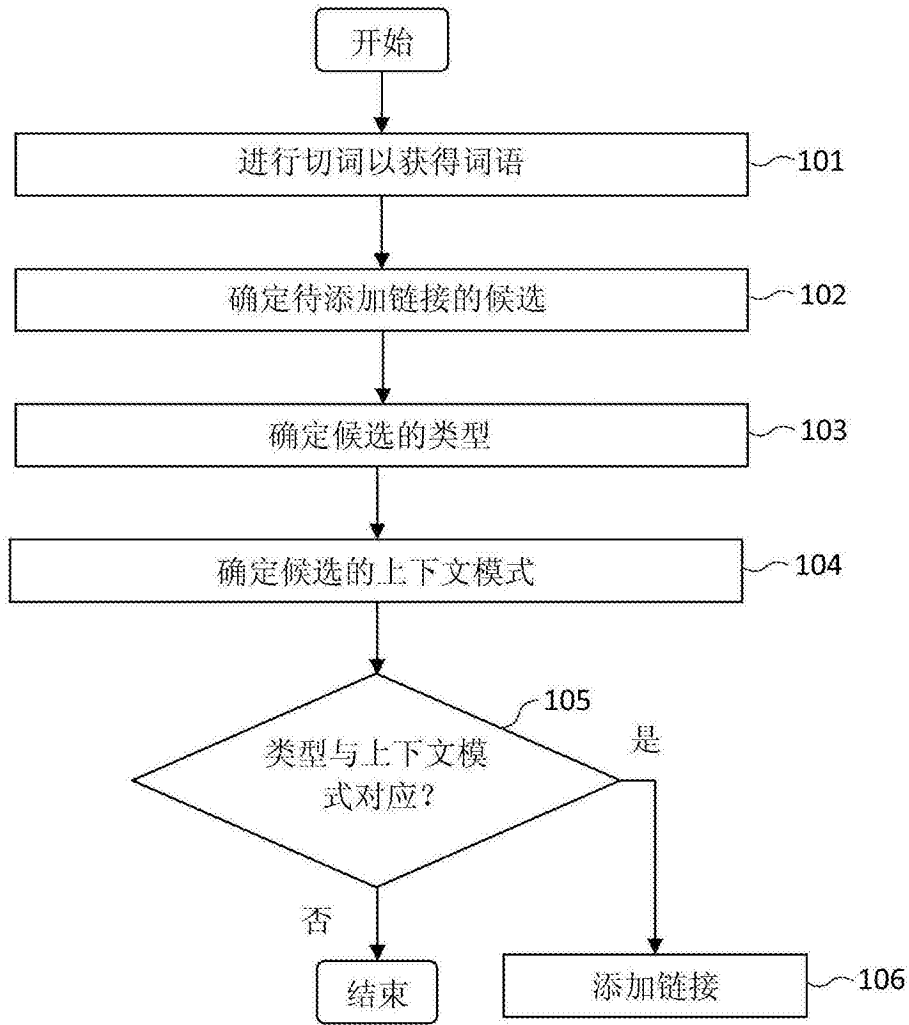 开始
进行切词以获得词语
101
确定待添加链接的候选
102
确定候选的类型
103
确定候选的上下文模式
104
105
类型与上下文模
式对应？
是
否
结束
添加链接
106